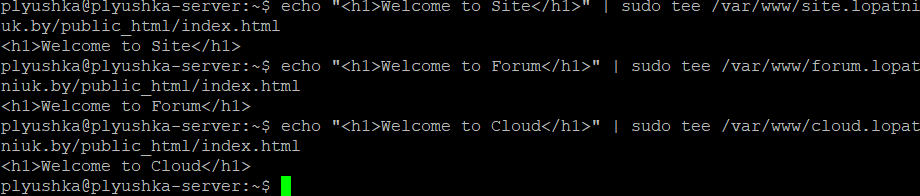 plyushka@plyushka-server:~$ echo "<h1>Welcome to Site</h1>" | sudo tee /var/www/site.lopatni
uk.by/public_html/index.html
<h1>Welcome to Site</h1>
plyushka@plyushka-server:~$ echo "<h1>Welcome to Forum</h1>" | sudo tee /var/www/forum.lopat
niuk.by/public_html/index.html
<h1>Welcome to Forum</h1>
plyushka@plyushka-server:~$ echo "<h1>Welcome to Cloud</h1>" | sudo tee /var/www/cloud.lopat
niuk.by/public_html/index.html
<h1>Welcome to Cloud</h1>
plyushka@plyushka-server:~$